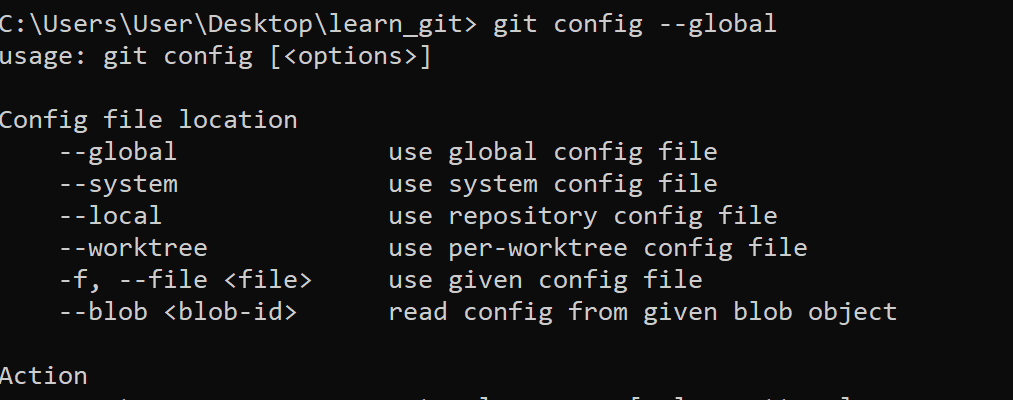 C:\Users\User\Desktop\learn_git> git config --global
usage: git config [<options>]
Config file location
--global use global config file
--system use system config file
--local use repository config file
--worktree use per-worktree config file
-f, --file <file> use given config file
--blob <blob-id> read config from given blob object
Action